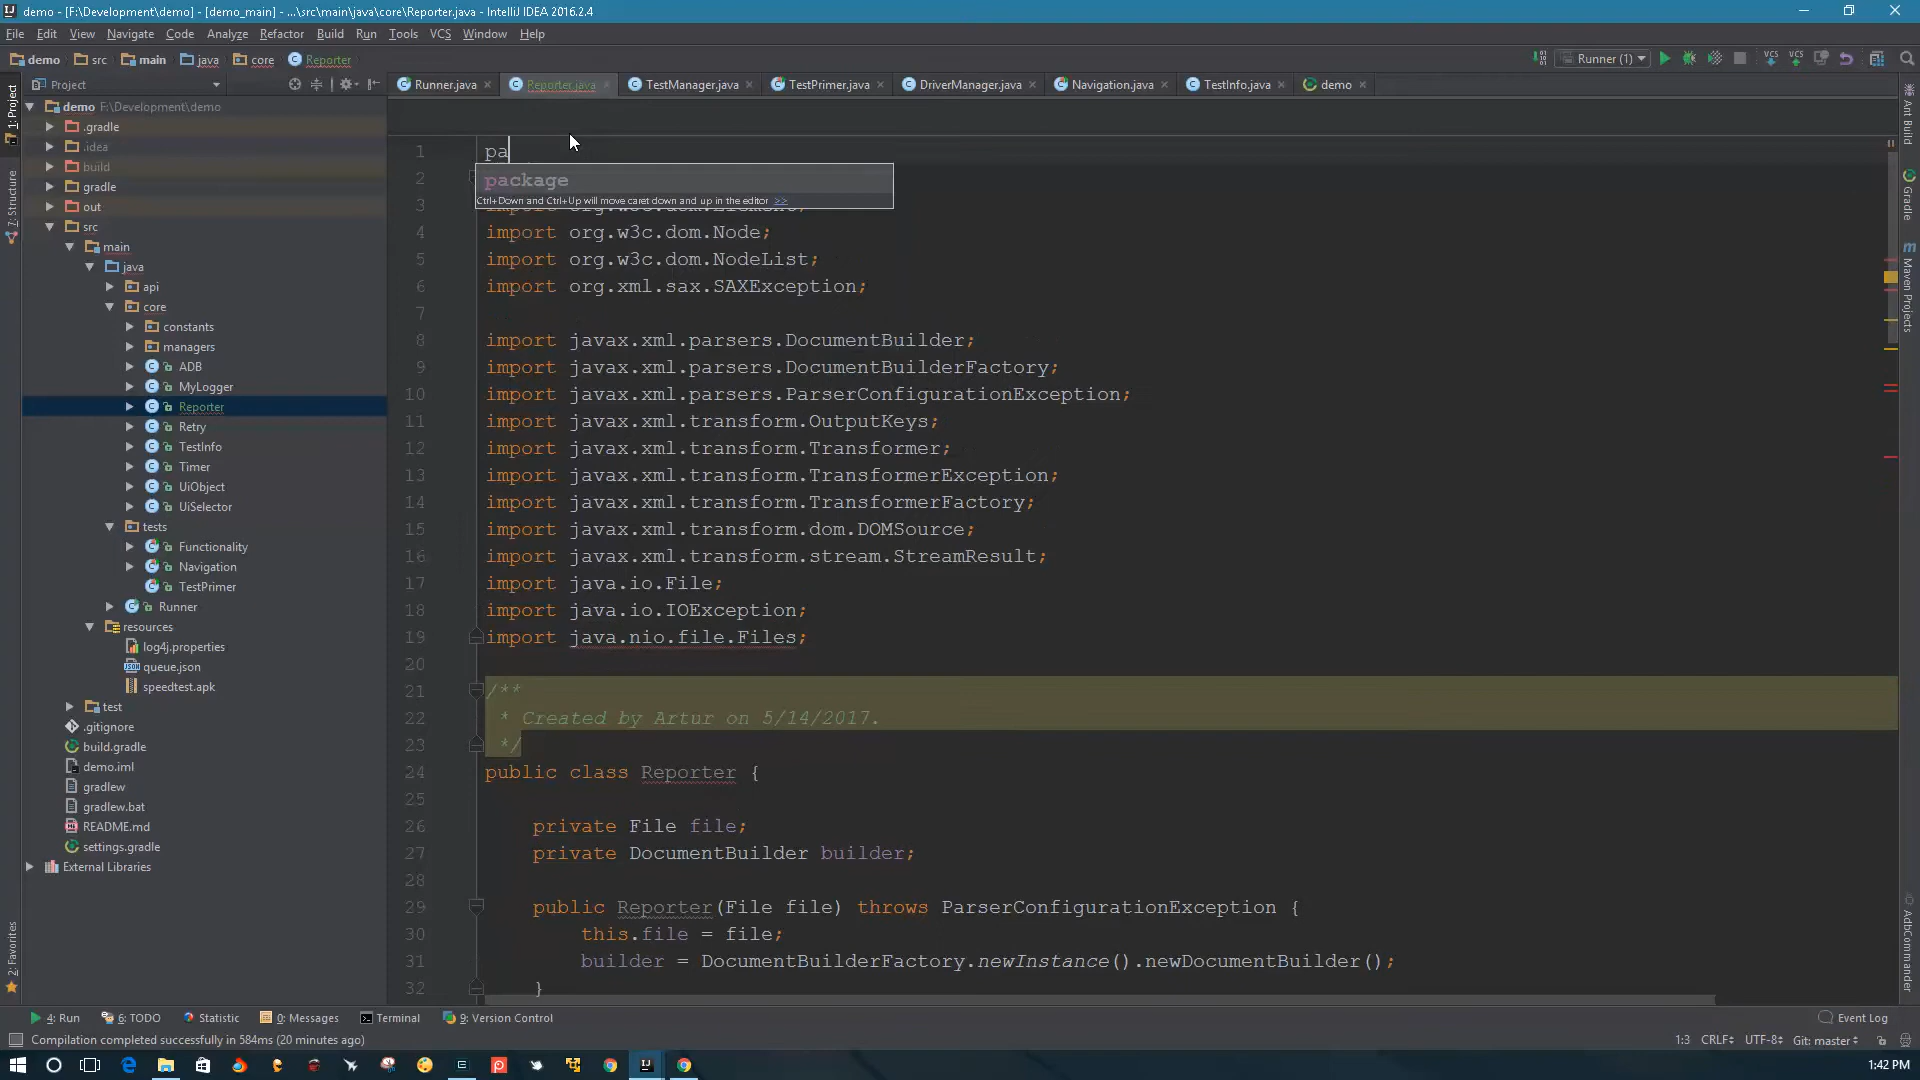 demo - [F:\Development\demo] - [demo_main] - ...\src\main\java\core\Reporter.java - IntelliJ IDEA 2016.2.4
File Edit View Navigate Code Analyze Refactor Build Run Tools VCS Window Help
demo src main java core Reporter Runner (1)
Project
Runner.java Reporter.java TestManager.java TestPrimer.java DriverManager.java Navigation.java TestInfo.java demo
demo F:\Development\demo
.gradle
.idea
build
gradle
out
src
main
java
api
core
constants
managers
ADB
MyLogger
Reporter
Retry
TestInfo
Timer
UiObject
UiSelector
tests
Functionality
Navigation
TestPrimer
Runner
resources
log4j.properties
queue.json
speedtest.apk
test
.gitignore
build.gradle
demo.iml
gradlew
gradlew.bat
README.md
settings.gradle
External Libraries
1: Project
7: Structure
2: Favorites
1 pa
package
Ctrl+Down and Ctrl+Up will move caret down and up in the editor >>
2
3
4 import org.w3c.dom.Node;
5 import org.w3c.dom.NodeList;
6 import org.xml.sax.SAXException;
7
8 import javax.xml.parsers.DocumentBuilder;
9 import javax.xml.parsers.DocumentBuilderFactory;
10 import javax.xml.parsers.ParserConfigurationException;
11 import javax.xml.transform.OutputKeys;
12 import javax.xml.transform.Transformer;
13 import javax.xml.transform.TransformerException;
14 import javax.xml.transform.TransformerFactory;
15 import javax.xml.transform.dom.DOMSource;
16 import javax.xml.transform.stream.StreamResult;
17 import java.io.File;
18 import java.io.IOException;
19 import java.nio.file.Files;
20
21 /**
22 * Created by Artur on 5/14/2017.
23 */
24 public class Reporter {
25
26 private File file;
27 private DocumentBuilder builder;
28
29 public Reporter(File file) throws ParserConfigurationException {
30 this.file = file;
31 builder = DocumentBuilderFactory.newInstance().newDocumentBuilder();
32 }
Ant Build
Gradle
Maven Projects
AdbCommander
4: Run 6: TODO Statistic 0: Messages Terminal 9: Version Control Event Log
Compilation completed successfully in 584ms (20 minutes ago) 1:3 CRLF UTF-8 Git: master
1:42 PM